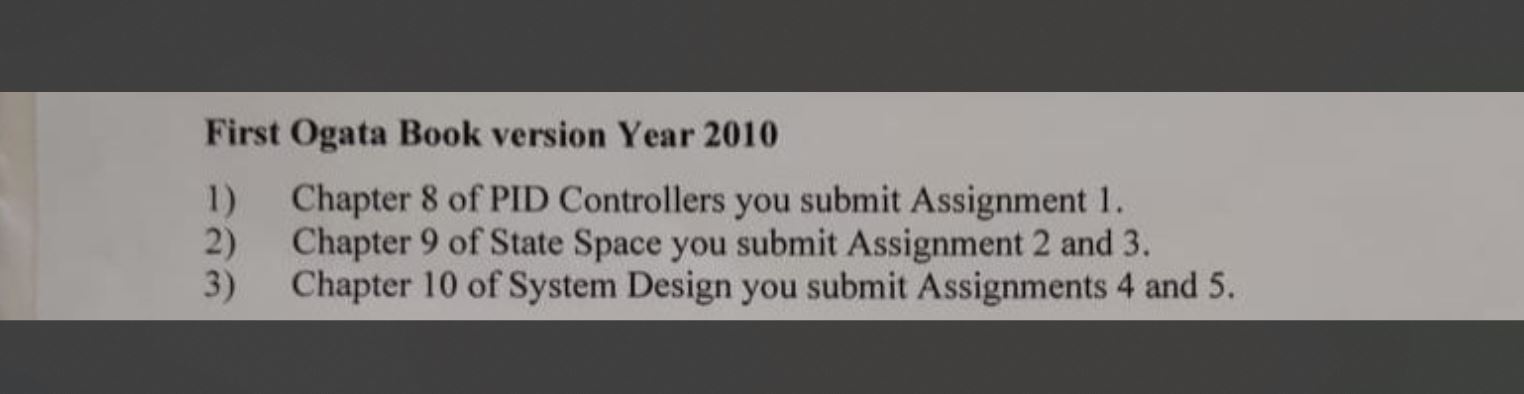 First Ogata Book version Year 2010
1) Chapter 8 of PID Controllers you submit Assignment 1.
2) Chapter 9 of State Space you submit Assignment 2 and 3.
3) Chapter 10 of System Design you submit Assignments 4 and 5.